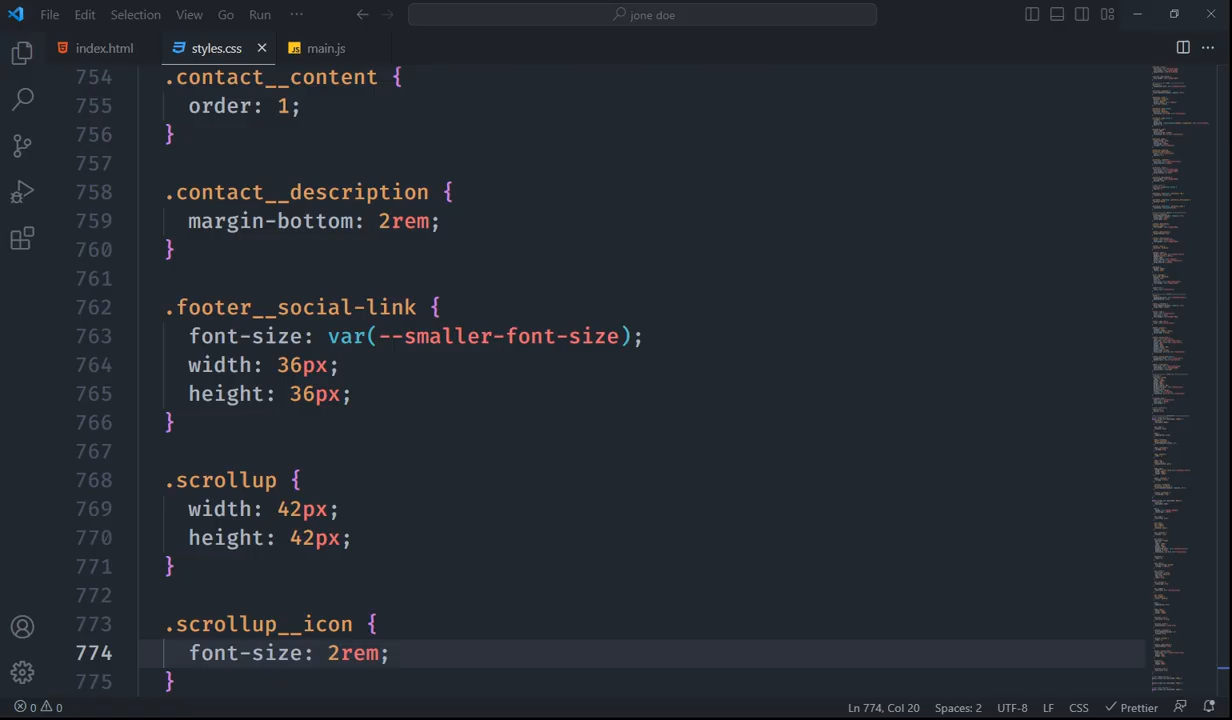 File Edit Selection View Go Run ··· jone doe
index.html styles.css JS main.js ···
754 .contact__content {
755 order: 1;
756 }
757
758 .contact__description {
759 margin-bottom: 2rem;
760 }
761
762 .footer__social-link {
763 font-size: var(--smaller-font-size);
764 width: 36px;
765 height: 36px;
766 }
767
768 .scrollup {
769 width: 42px;
770 height: 42px;
771 }
772
773 .scrollup__icon {
774 font-size: 2rem;
775 }
0 0 Ln 774, Col 20 Spaces: 2 UTF-8 LF CSS Prettier